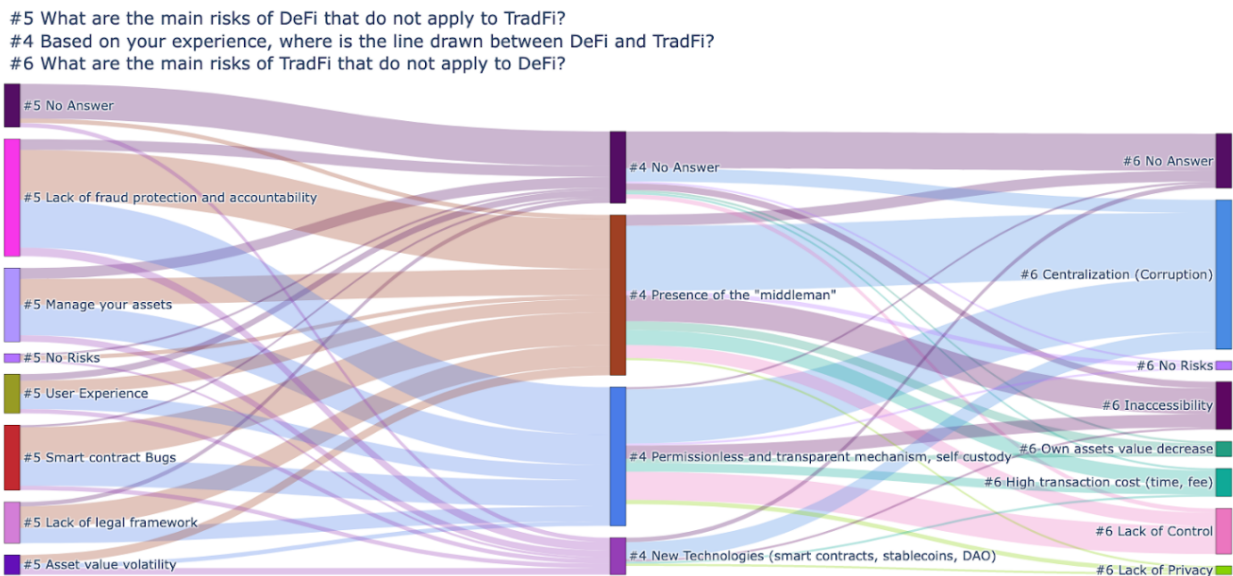 #5 What are the main risks of DeFi that do not apply to TradFi?
#4 Based on your experience, where is the line drawn between DeFi and TradFi?
#6 What are the main risks of TradFi that do not apply to DeFi?
#5 No Answer
#5 Lack of fraud protection and accountability
#5 Manage your assets
#5 No Risks
#5 User Experience
#5 Smart contract Bugs
#5 Lack of legal framework
#5 Asset value volatility
#4 No Answer
#4 Presence of the "middleman"
#4 Permissionless and transparent mechanism, self custody
#4 New Technologies (smart contracts, stablecoins, DAO)
#6 No Answer
#6 Centralization (Corruption)
#6 No Risks
#6 Inaccessibility
#6 Own assets value decrease
#6 High transaction cost (time, fee)
#6 Lack of Control
#6 Lack of Privacy